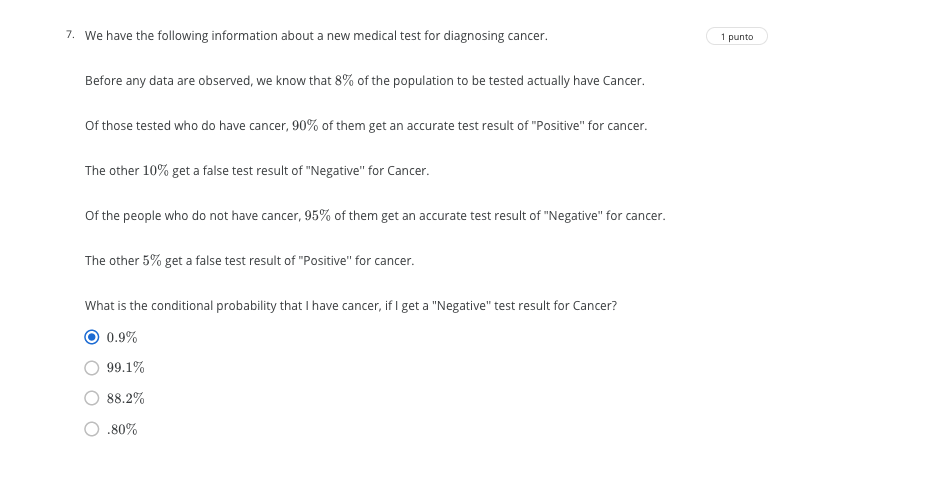 7. We have the following information about a new medical test for diagnosing cancer.
1 punto
Before any data are observed, we know that 8% of the population to be tested actually have Cancer.
Of those tested who do have cancer, 90% of them get an accurate test result of "Positive" for cancer.
The other 10% get a false test result of "Negative" for Cancer.
Of the people who do not have cancer, 95% of them get an accurate test result of "Negative" for cancer.
The other 5% get a false test result of "Positive" for cancer.
What is the conditional probability that I have cancer, if I get a "Negative" test result for Cancer?
0.9%
99.1%
88.2%
.80%